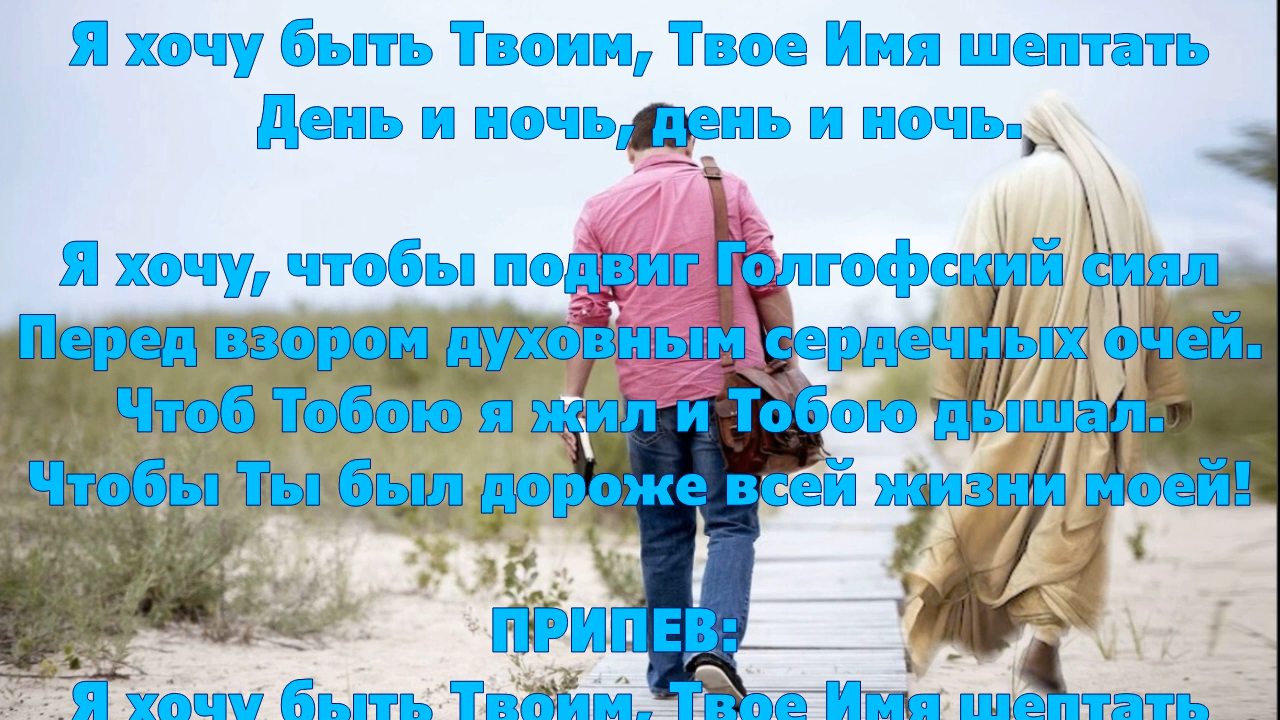 Я хочу быть Твоим, Твое Имя шептать
День и ночь, день и ночь.
Я хочу, чтобы подвиг Голгофский сиял
Перед взором духовным сердечных очей.
Чтоб Тобою я жил и Тобою дышал.
Чтобы Ты был дороже всей жизни моей!
ПРИПЕВ:
Я хочу быть Твоим, Твое Имя шептать